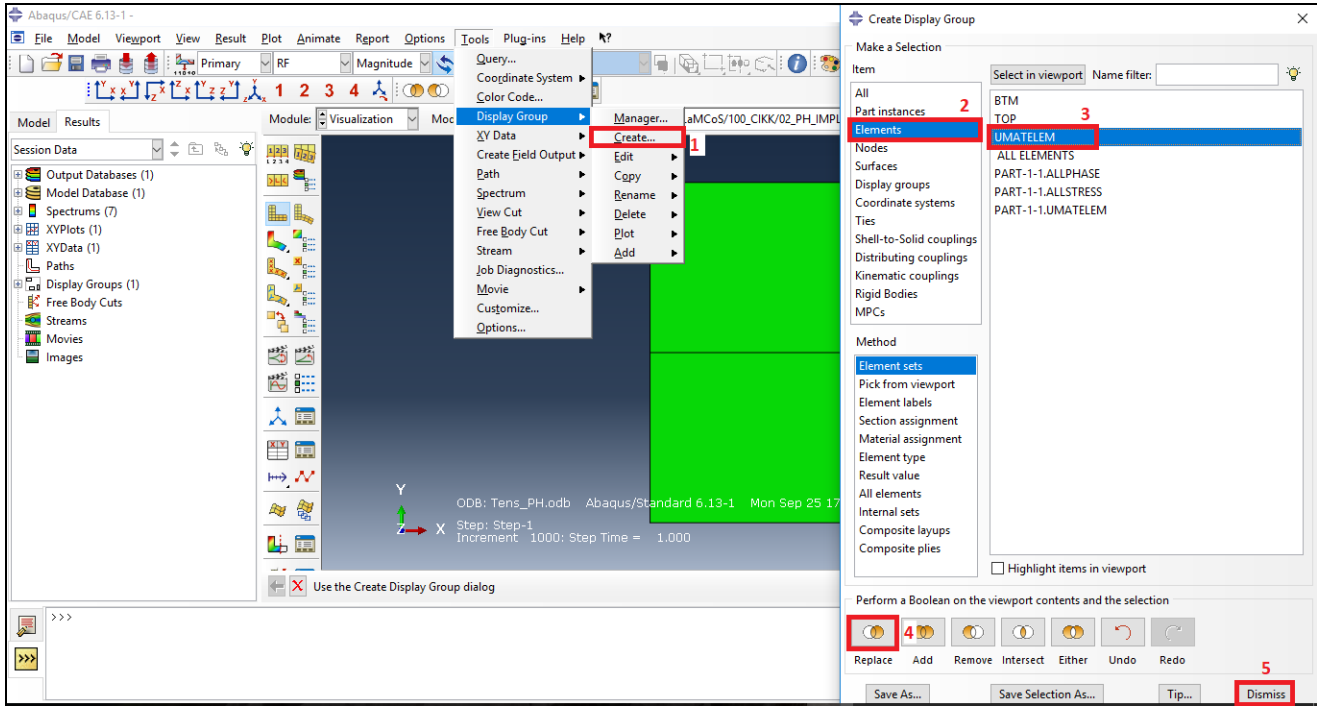 Abaqus/CAE 6.13-1 -
File Model Viewport View Result Plot Animate Report Options Tools Plug-ins Help
Primary RF Magnitude
1 2 3 4
Model Results
Module: Visualization
Session Data
Output Databases (1)
Model Database (1)
Spectrums (7)
XYPlots (1)
XYData (1)
Paths
Display Groups (1)
Free Body Cuts
Streams
Movies
Images
Query...
Coordinate System
Color Code...
Display Group
XY Data
Create Field Output
Path
Spectrum
View Cut
Free Body Cut
Stream
Job Diagnostics...
Movie
Customize...
Options...
Manager...
Create...
1
Edit
Copy
Rename
Delete
Plot
Add
.aMCoS/100_CIKK/02_PH_IMPL
Y
Z X
ODB: Tens_PH.odb Abaqus/Standard 6.13-1 Mon Sep 25 17
Step: Step-1
Increment 1000: Step Time = 1.000
Use the Create Display Group dialog
>>>
Create Display Group
Make a Selection
Item
All
Part instances
2
Elements
Nodes
Surfaces
Display groups
Coordinate systems
Ties
Shell-to-Solid couplings
Distributing couplings
Kinematic couplings
Rigid Bodies
MPCs
Method
Element sets
Pick from viewport
Element labels
Section assignment
Material assignment
Element type
Result value
All elements
Internal sets
Composite layups
Composite plies
Select in viewport Name filter:
BTM
TOP
3
UMATELEM
ALL ELEMENTS
PART-1-1.ALLPHASE
PART-1-1.ALLSTRESS
PART-1-1.UMATELEM
Highlight items in viewport
Perform a Boolean on the viewport contents and the selection
4
Replace Add Remove Intersect Either Undo Redo
5
Save As... Save Selection As... Tip... Dismiss